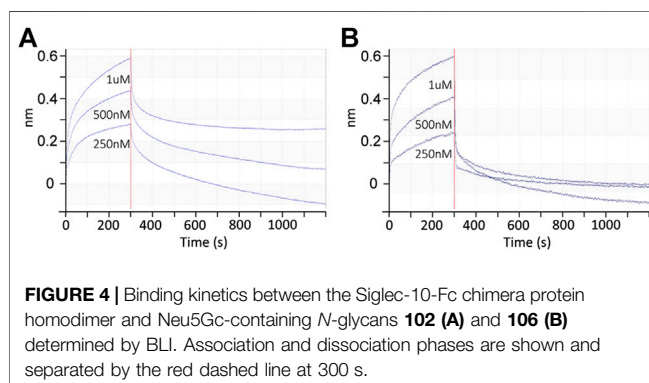 A
B
0.6
0.4
0.2
0
nm
1uM
500nM
250nM
0 200 400 600 800 1000
Time (s)
0.6
0.4
0.2
0
nm
1uM
500nM
250nM
0 200 400 600 800 1000
Time (s)
FIGURE 4 | Binding kinetics between the Siglec-10-Fc chimera protein
homodimer and Neu5Gc-containing N-glycans 102 (A) and 106 (B)
determined by BLI. Association and dissociation phases are shown and
separated by the red dashed line at 300 s.